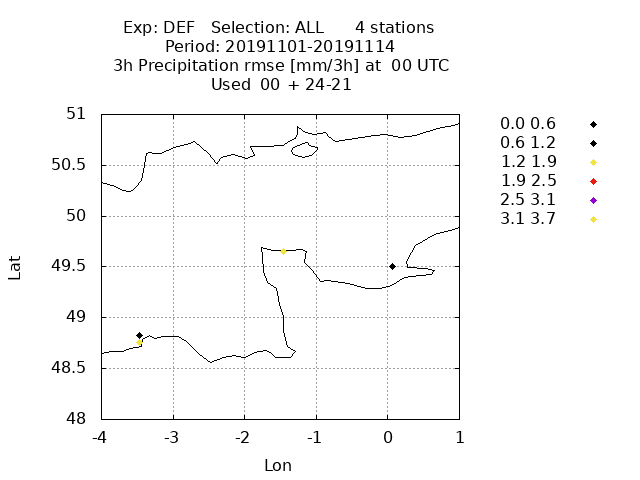 Exp: DEF   Selection: ALL      4 stations
Period: 20191101-20191114
3h Precipitation rmse [mm/3h] at  00 UTC
Used  00 + 24-21
0.0 0.6
0.6 1.2
1.2 1.9
1.9 2.5
2.5 3.1
3.1 3.7
51
50.5
50
49.5
49
48.5
48
Lat
-4 -3 -2 -1 0 1
Lon